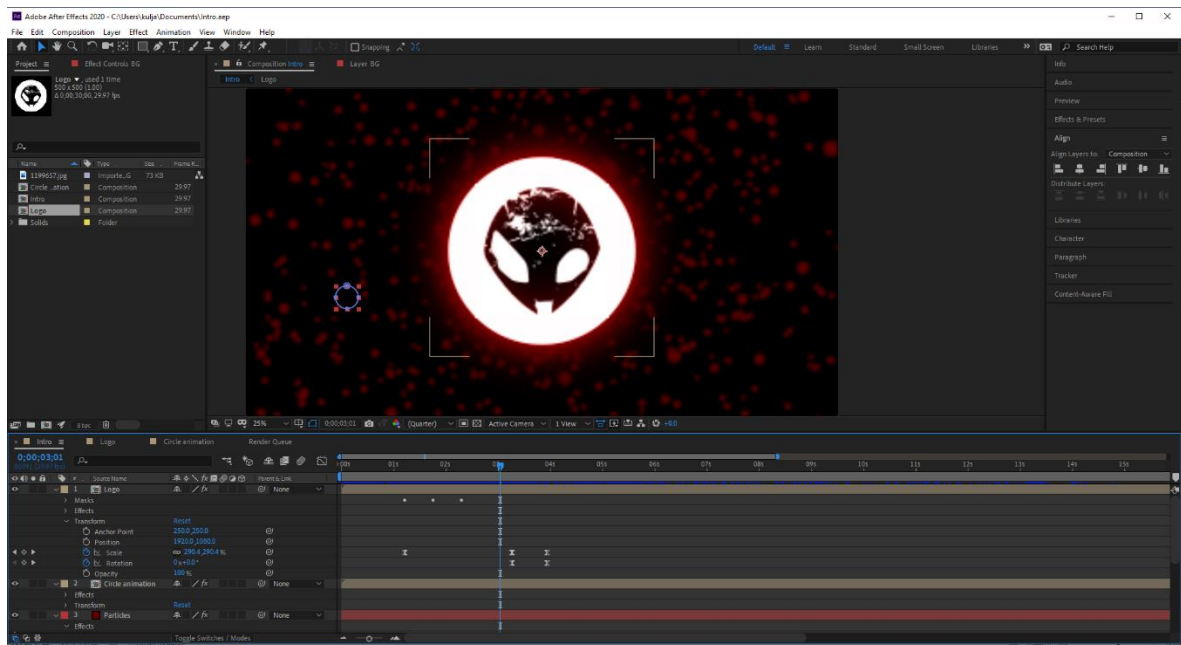 Adobe After Effects 2020 - C:\Users\kulja\Documents\Intro.aep
File Edit Composition Layer Effect Animation View Window Help
Snapping Default Learn Standard Small Screen Libraries Search Help
Project Effect Controls BG Composition Intro Layer BG Info
Logo , used 1 time Intro Logo
500 x 500 (1.00)
Δ 0;00;30;00, 29.97 fps
Audio
Preview
Effects & Presets
Align
Align Layers to: Composition
Distribute Layers:
Libraries
Character
Paragraph
Tracker
Content-Aware Fill
Name Type Size Frame R...
1199657.jpg Importe...G 73 KB
Circle ...ation Composition 29.97
Intro Composition 29.97
Logo Composition 29.97
Solids Folder
8 bpc 25% 0;00;03;01 (Quarter) Active Camera 1 View +0.0
Intro Logo Circle animation Render Queue
0;00;03;01
:00s 01s 02s 03s 04s 05s 06s 07s 09s 10s 11s 12s 13s 14s 15s
# Source Name Parent & Link
1 Logo None
Masks
Effects
Transform Reset
Anchor Point 250.0,250.0
Position 1920.0,1080.0
Scale 290.4,290.4%
Rotation 0x+0.0°
Opacity 100%
2 Circle animation None
Effects
Transform Reset
3 Particles None
Effects
Toggle Switches / Modes